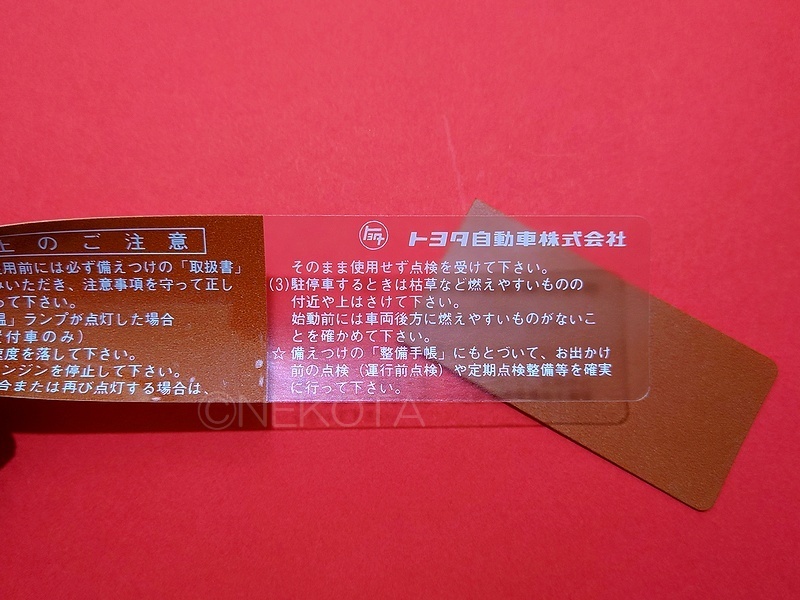 上のご注意
用前には必ず備えつけの「取扱書」
いただき、注意事項を守って正し
って下さい。
温」ランプが点灯した場合
付車のみ)
速度を落して下さい。
ンジンを停止して下さい。
合または再び点灯する場合は、
トヨタ トヨタ自動車株式会社
そのまま使用せず点検を受けて下さい。
(3)駐停車するときは枯草など燃えやすいものの
付近や上はさけて下さい。
始動前には車両後方に燃えやすいものがないこ
とを確かめて下さい。
☆ 備えつけの「整備手帳」にもとづいて、お出かけ
前の点検(運行前点検)や定期点検整備等を確実
に行って下さい。
©NEKOTA